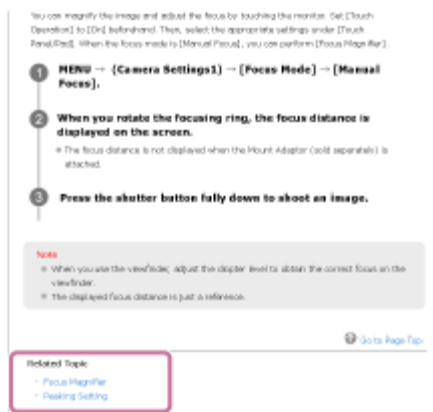 You can magnify the image and adjust the focus by touching the monitor. Set [Touch
Operation] to [On] beforehand. Then, select the appropriate settings under [Touch
Panel/Pad]. When the focus mode is [Manual Focus], you can perform [Focus Magnifier].
1 MENU → (Camera Settings1) → [Focus Mode] → [Manual
Focus].
2 When you rotate the focusing ring, the focus distance is
displayed on the screen.
The focus distance is not displayed when the Mount Adaptor (sold separately) is
attached.
3 Press the shutter button fully down to shoot an image.
Note
When you use the viewfinder, adjust the diopter level to obtain the correct focus on the
viewfinder.
The displayed focus distance is just a reference.
Go to Page Top
Related Topic
Focus Magnifier
Peaking Setting